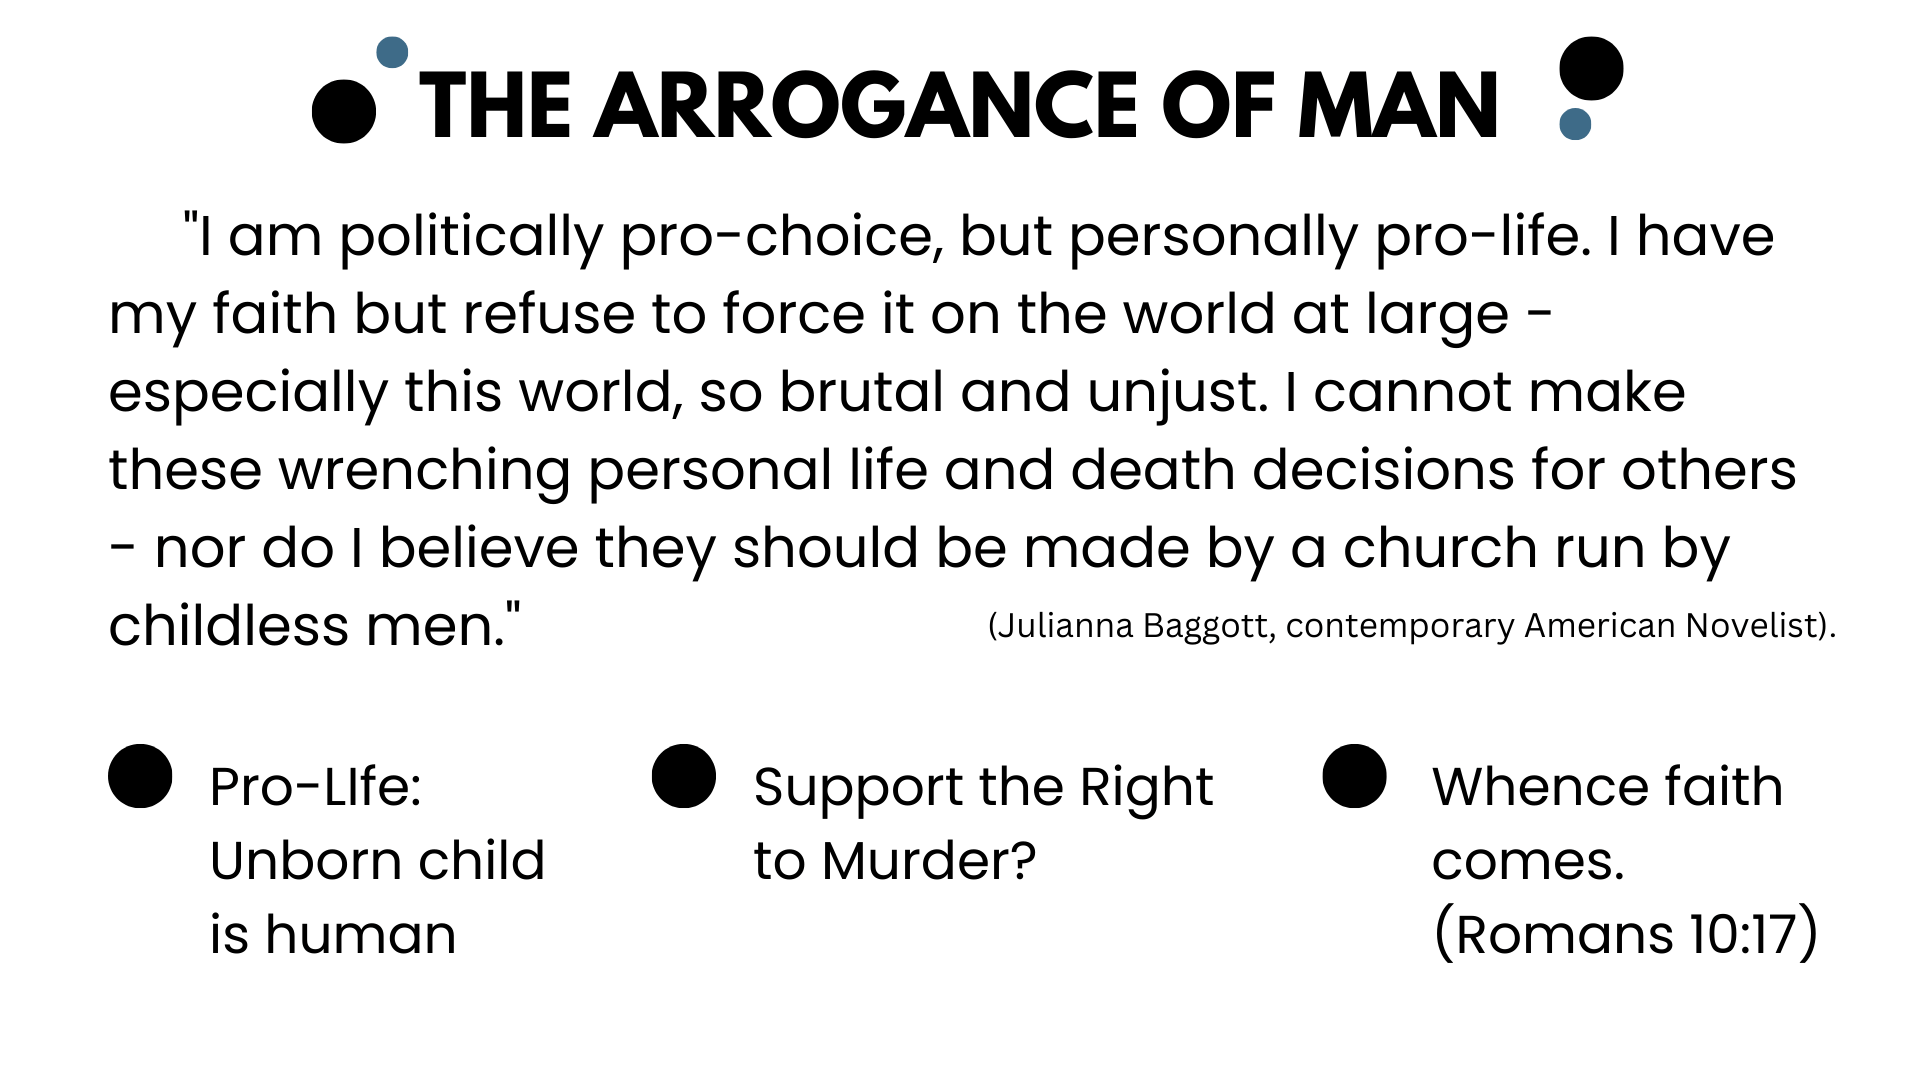 THE ARROGANCE OF MAN
"I am politically pro-choice, but personally pro-life. I have
my faith but refuse to force it on the world at large -
especially this world, so brutal and unjust. I cannot make
these wrenching personal life and death decisions for others
- nor do I believe they should be made by a church run by
childless men."
(Julianna Baggott, contemporary American Novelist).
Pro-LIfe:
Unborn child
is human
Support the Right
to Murder?
Whence faith
comes.
(Romans 10:17)